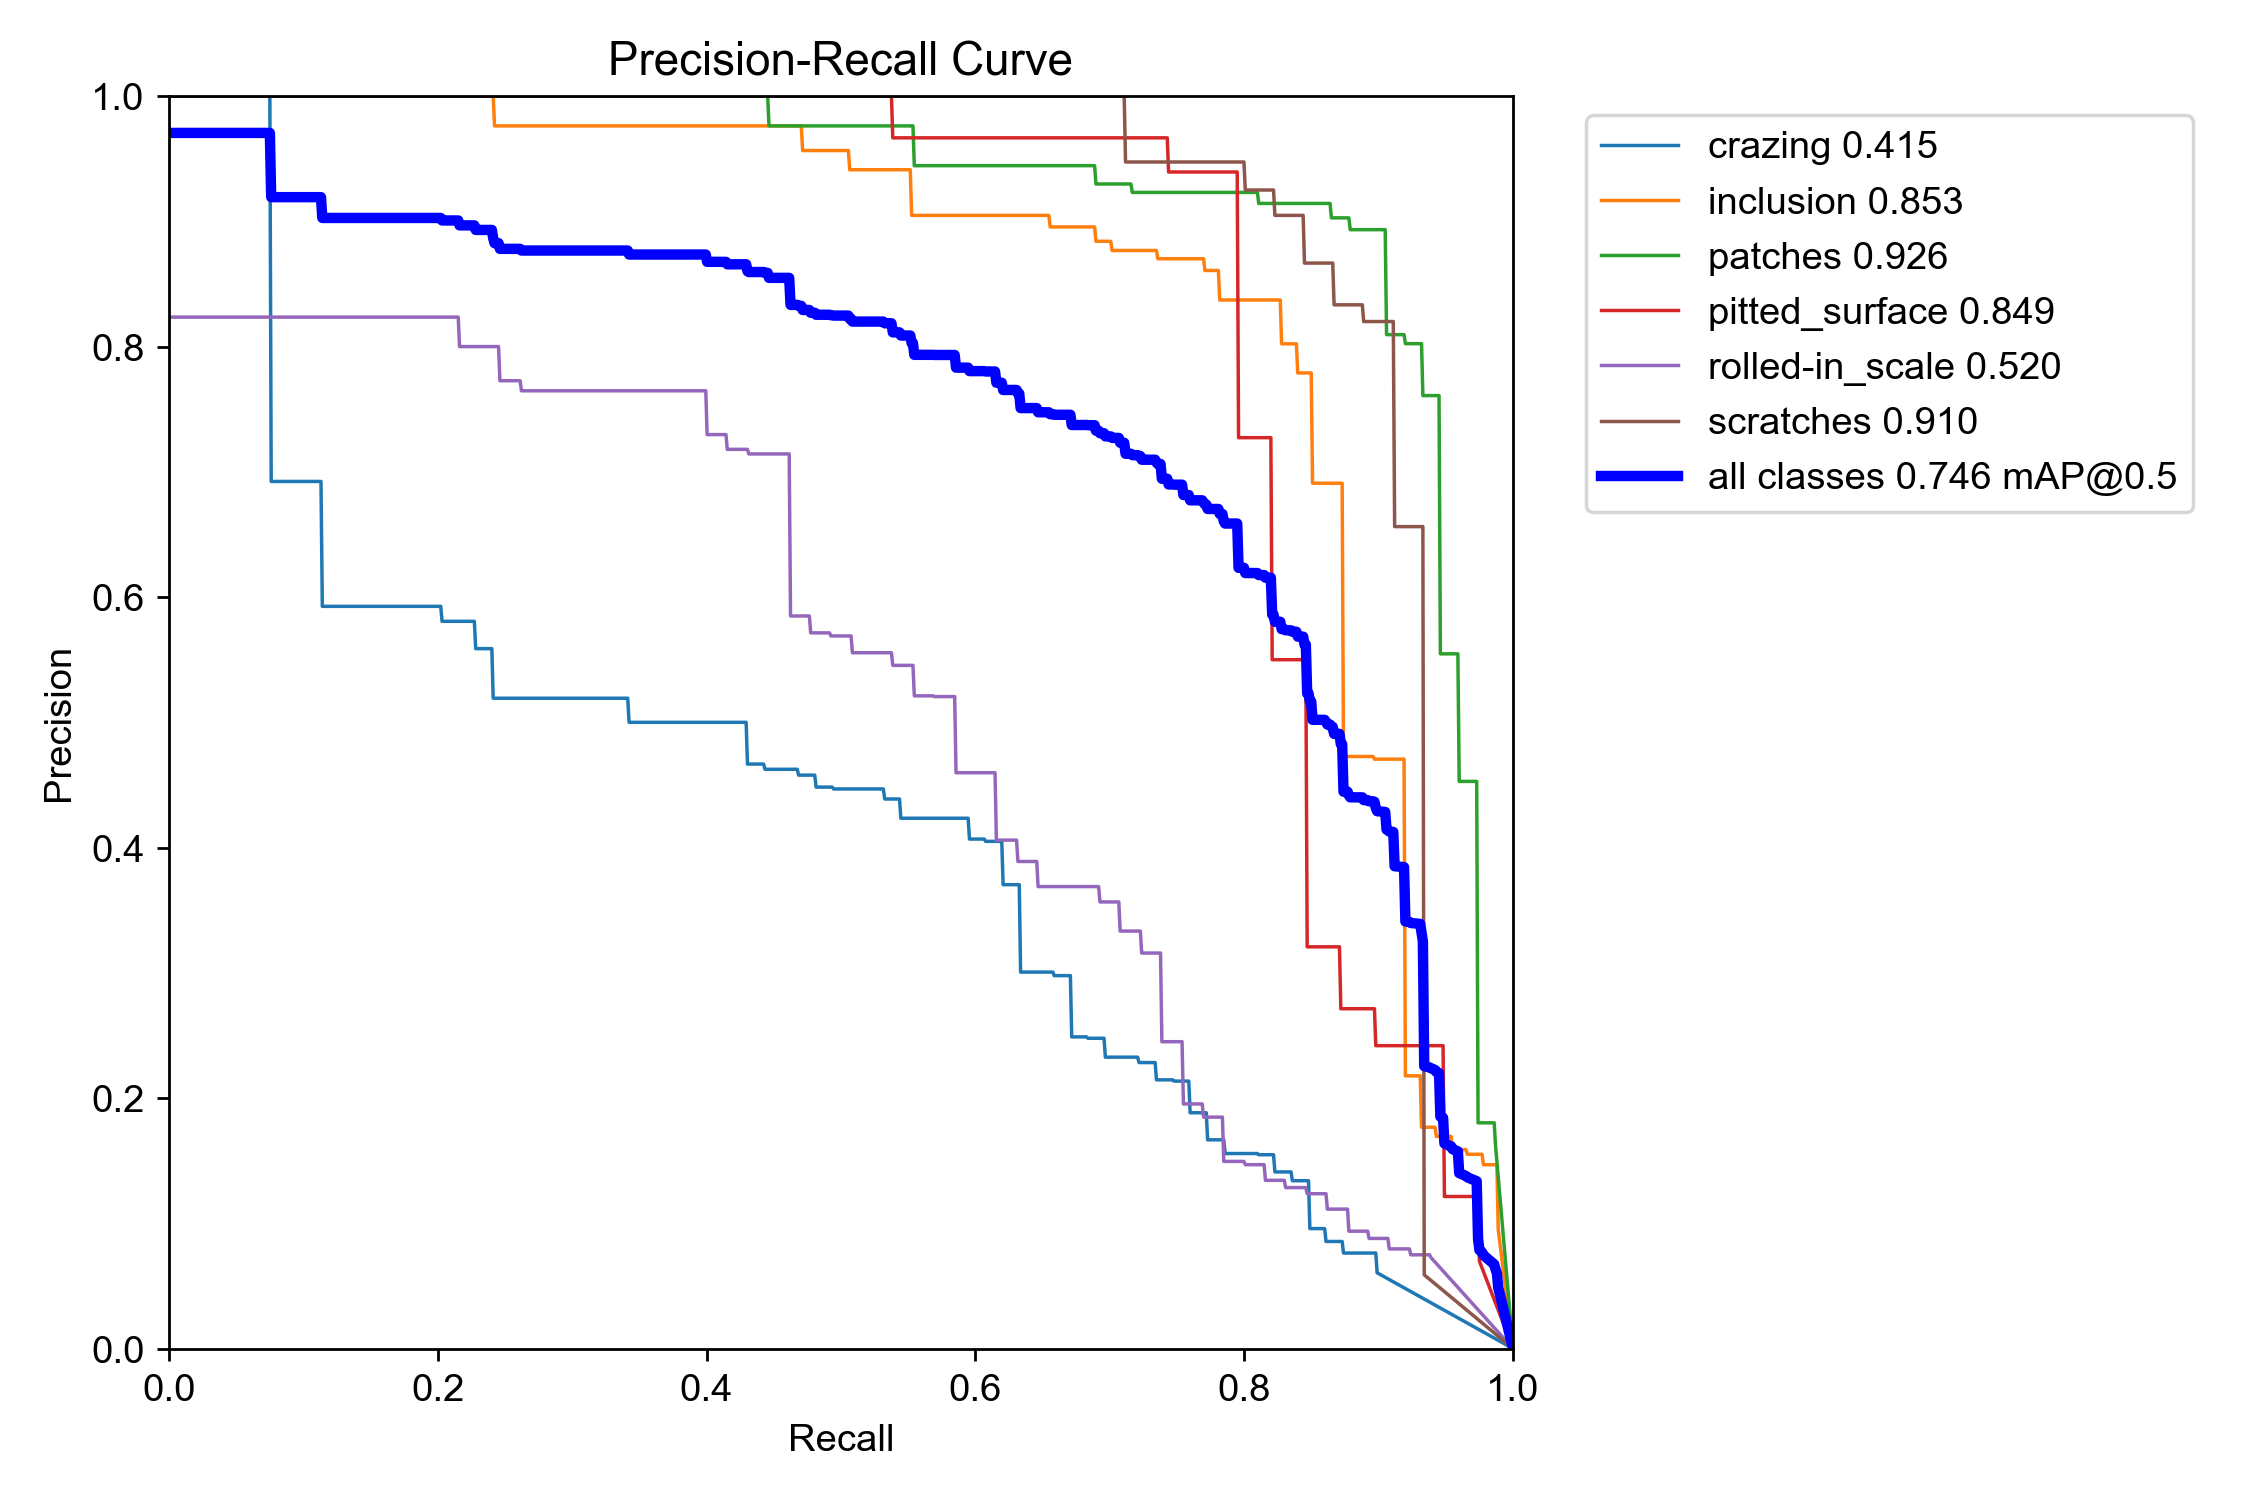 Precision-Recall Curve
1.0
0.8
0.6
0.4
0.2
0.0
Precision
0.0 0.2 0.4 0.6 0.8 1.0
Recall
crazing 0.415
inclusion 0.853
patches 0.926
pitted_surface 0.849
rolled-in_scale 0.520
scratches 0.910
all classes 0.746 mAP@0.5